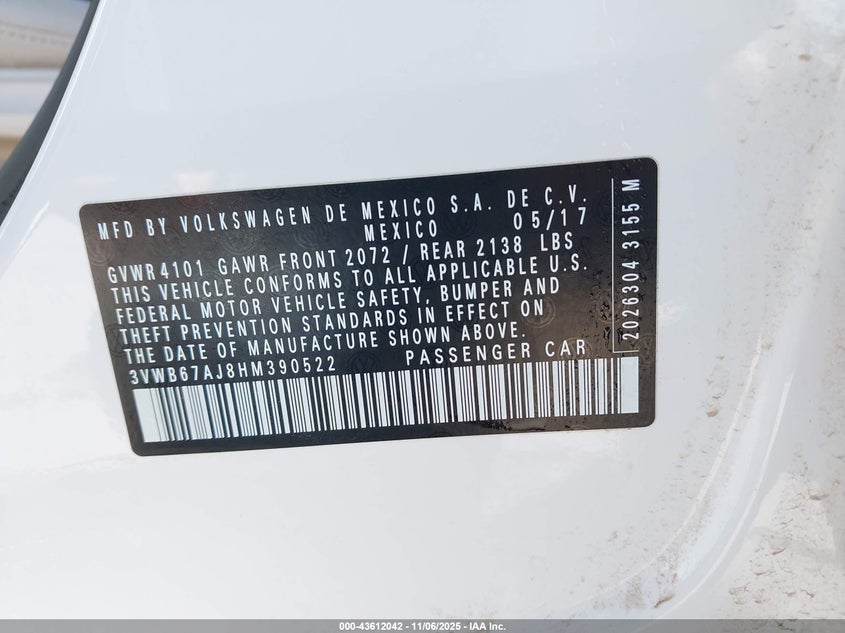 MFD BY VOLKSWAGEN DE MEXICO S.A. DE C.V.
MEXICO 05/17
GVWR 4101 GAWR FRONT 2072 / REAR 2138 LBS
THIS VEHICLE CONFORMS TO ALL APPLICABLE U.S.
FEDERAL MOTOR VEHICLE SAFETY, BUMPER AND
THEFT PREVENTION STANDARDS IN EFFECT ON
THE DATE OF MANUFACTURE SHOWN ABOVE.
3VWB67AJ8HM390522 PASSENGER CAR
2026304 3155 M
000-43612042 - 11/06/2025 - IAA Inc.